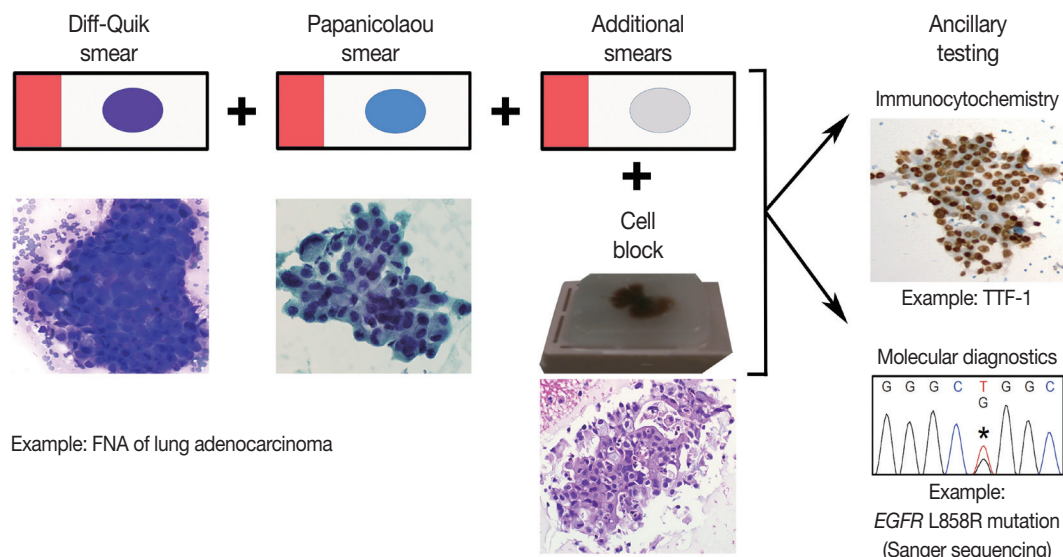 Diff-Quik
smear
Papanicolaou
smear
Additional
smears
Ancillary
testing
+
+
+
Cell
block
Immunocytochemistry
Example: TTF-1
Molecular diagnostics
G G G C T G G C
G
*
Example:
EGFR L858R mutation
(Sanger sequencing)
Example: FNA of lung adenocarcinoma